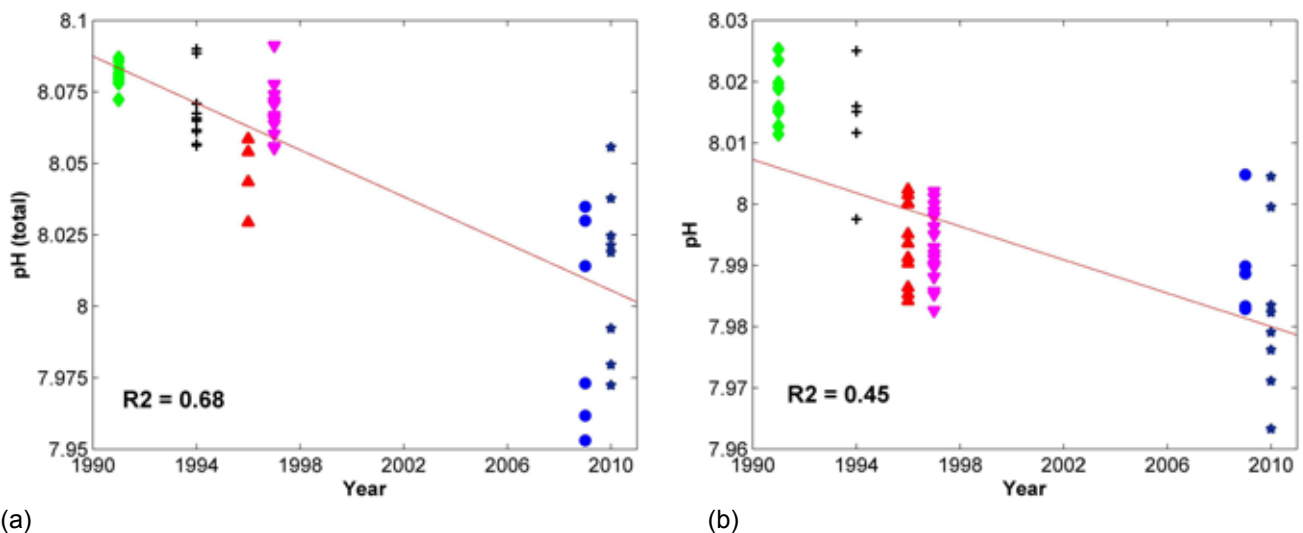 8.1
8.075
8.05
8.025
8
7.975
7.95
pH (total)
R2 = 0.68
1990 1994 1998 2002 2006 2010
Year
(a)
8.03
8.02
8.01
8
7.99
7.98
7.97
7.96
pH
R2 = 0.45
1990 1994 1998 2002 2006 2010
Year
(b)